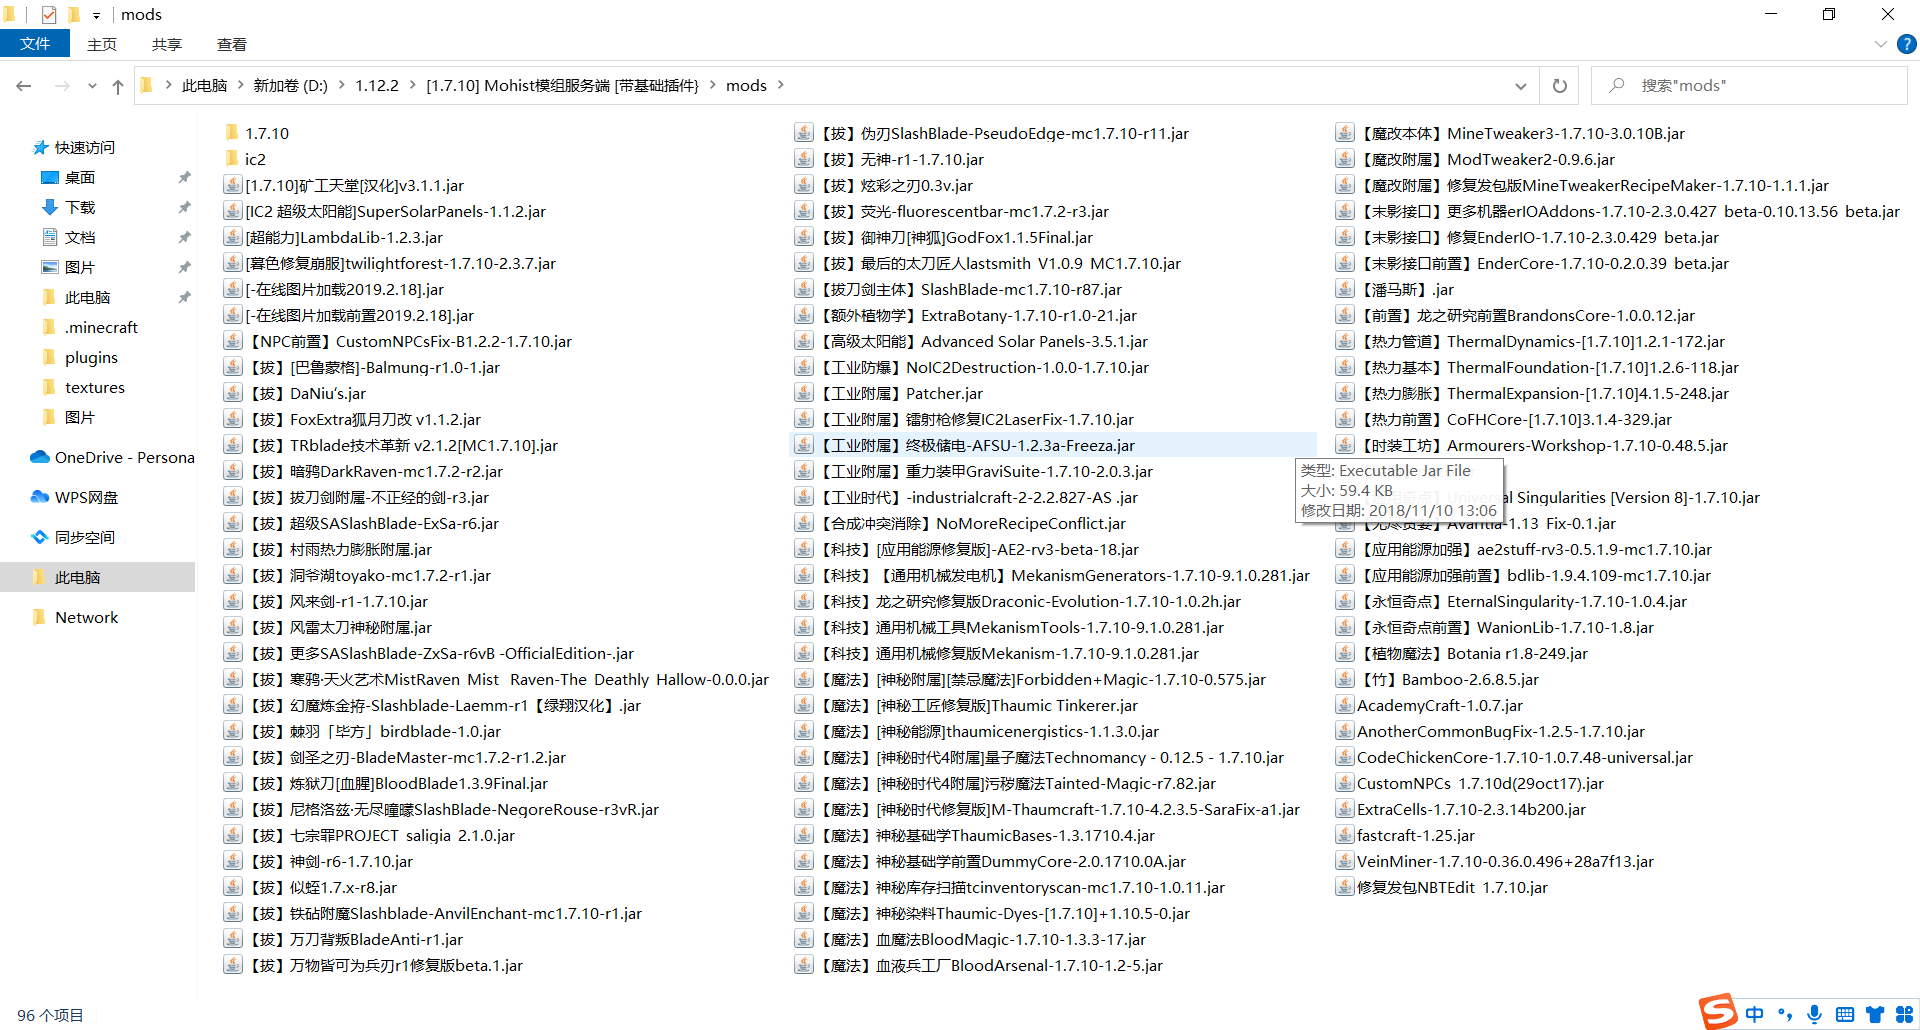 mods
文件 主页 共享 查看
此电脑 新加卷 (D:) 1.12.2 [1.7.10] Mohist模组服务端 [带基础插件} mods
搜索"mods"
快速访问
桌面
下载
文档
图片
此电脑
.minecraft
plugins
textures
图片
OneDrive - Persona
WPS网盘
同步空间
此电脑
Network
1.7.10
ic2
[1.7.10]矿工天堂[汉化]v3.1.1.jar
[IC2 超级太阳能]SuperSolarPanels-1.1.2.jar
[超能力]LambdaLib-1.2.3.jar
[暮色修复崩服]twilightforest-1.7.10-2.3.7.jar
[-在线图片加载2019.2.18].jar
[-在线图片加载前置2019.2.18].jar
【NPC前置】CustomNPCsFix-B1.2.2-1.7.10.jar
【拔】[巴鲁蒙格]-Balmung-r1.0-1.jar
【拔】DaNiu's.jar
【拔】FoxExtra狐月刀改 v1.1.2.jar
【拔】TRblade技术革新 v2.1.2[MC1.7.10].jar
【拔】暗鸦DarkRaven-mc1.7.2-r2.jar
【拔】拔刀剑附属-不正经的剑-r3.jar
【拔】超级SASlashBlade-ExSa-r6.jar
【拔】村雨热力膨胀附属.jar
【拔】洞爷湖toyako-mc1.7.2-r1.jar
【拔】风来剑-r1-1.7.10.jar
【拔】风雷太刀神秘附属.jar
【拔】更多SASlashBlade-ZxSa-r6vB -OfficialEdition-.jar
【拔】寒鸦·天火艺术MistRaven Mist  Raven-The Deathly Hallow-0.0.0.jar
【拔】幻魔炼金捹-Slashblade-Laemm-r1【绿翔汉化】.jar
【拔】棘羽「毕方」birdblade-1.0.jar
【拔】剑圣之刃-BladeMaster-mc1.7.2-r1.2.jar
【拔】炼狱刀[血腥]BloodBlade1.3.9Final.jar
【拔】尼格洛兹·无尽曈曚SlashBlade-NegoreRouse-r3vR.jar
【拔】七宗罪PROJECT saligia 2.1.0.jar
【拔】神剑-r6-1.7.10.jar
【拔】似蛭1.7.x-r8.jar
【拔】铁砧附魔Slashblade-AnvilEnchant-mc1.7.10-r1.jar
【拔】万刀背叛BladeAnti-r1.jar
【拔】万物皆可为兵刃r1修复版beta.1.jar
【拔】伪刃SlashBlade-PseudoEdge-mc1.7.10-r11.jar
【拔】无神-r1-1.7.10.jar
【拔】炫彩之刃0.3v.jar
【拔】荧光-fluorescentbar-mc1.7.2-r3.jar
【拔】御神刀[神狐]GodFox1.1.5Final.jar
【拔】最后的太刀匠人lastsmith V1.0.9 MC1.7.10.jar
【拔刀剑主体】SlashBlade-mc1.7.10-r87.jar
【额外植物学】ExtraBotany-1.7.10-r1.0-21.jar
【高级太阳能】Advanced Solar Panels-3.5.1.jar
【工业防爆】NoIC2Destruction-1.0.0-1.7.10.jar
【工业附属】Patcher.jar
【工业附属】镭射枪修复IC2LaserFix-1.7.10.jar
【工业附属】终极储电-AFSU-1.2.3a-Freeza.jar
【工业附属】重力装甲GraviSuite-1.7.10-2.0.3.jar
【工业时代】-industrialcraft-2-2.2.827-AS .jar
【合成冲突消除】NoMoreRecipeConflict.jar
【科技】[应用能源修复版]-AE2-rv3-beta-18.jar
【科技】【通用机械发电机】MekanismGenerators-1.7.10-9.1.0.281.jar
【科技】龙之研究修复版Draconic-Evolution-1.7.10-1.0.2h.jar
【科技】通用机械工具MekanismTools-1.7.10-9.1.0.281.jar
【科技】通用机械修复版Mekanism-1.7.10-9.1.0.281.jar
【魔法】[神秘附属][禁忌魔法]Forbidden+Magic-1.7.10-0.575.jar
【魔法】[神秘工匠修复版]Thaumic Tinkerer.jar
【魔法】[神秘能源]thaumicenergistics-1.1.3.0.jar
【魔法】[神秘时代4附属]量子魔法Technomancy - 0.12.5 - 1.7.10.jar
【魔法】[神秘时代4附属]污秽魔法Tainted-Magic-r7.82.jar
【魔法】[神秘时代修复版]M-Thaumcraft-1.7.10-4.2.3.5-SaraFix-a1.jar
【魔法】神秘基础学ThaumicBases-1.3.1710.4.jar
【魔法】神秘基础学前置DummyCore-2.0.1710.0A.jar
【魔法】神秘库存扫描tcinventoryscan-mc1.7.10-1.0.11.jar
【魔法】神秘染料Thaumic-Dyes-[1.7.10]+1.10.5-0.jar
【魔法】血魔法BloodMagic-1.7.10-1.3.3-17.jar
【魔法】血液兵工厂BloodArsenal-1.7.10-1.2-5.jar
【魔改本体】MineTweaker3-1.7.10-3.0.10B.jar
【魔改附属】ModTweaker2-0.9.6.jar
【魔改附属】修复发包版MineTweakerRecipeMaker-1.7.10-1.1.1.jar
【末影接口】更多机器erIOAddons-1.7.10-2.3.0.427 beta-0.10.13.56 beta.jar
【末影接口】修复EnderIO-1.7.10-2.3.0.429 beta.jar
【末影接口前置】EnderCore-1.7.10-0.2.0.39 beta.jar
【潘马斯】.jar
【前置】龙之研究前置BrandonsCore-1.0.0.12.jar
【热力管道】ThermalDynamics-[1.7.10]1.2.1-172.jar
【热力基本】ThermalFoundation-[1.7.10]1.2.6-118.jar
【热力膨胀】ThermalExpansion-[1.7.10]4.1.5-248.jar
【热力前置】CoFHCore-[1.7.10]3.1.4-329.jar
【时装工坊】Armourers-Workshop-1.7.10-0.48.5.jar
类型: Executable Jar File
大小: 59.4 KB
修改日期: 2018/11/10 13:06
Universal Singularities [Version 8]-1.7.10.jar
Avaritia-1.13 Fix-0.1.jar
【应用能源加强】ae2stuff-rv3-0.5.1.9-mc1.7.10.jar
【应用能源加强前置】bdlib-1.9.4.109-mc1.7.10.jar
【永恒奇点】EternalSingularity-1.7.10-1.0.4.jar
【永恒奇点前置】WanionLib-1.7.10-1.8.jar
【植物魔法】Botania r1.8-249.jar
【竹】Bamboo-2.6.8.5.jar
AcademyCraft-1.0.7.jar
AnotherCommonBugFix-1.2.5-1.7.10.jar
CodeChickenCore-1.7.10-1.0.7.48-universal.jar
CustomNPCs 1.7.10d(29oct17).jar
ExtraCells-1.7.10-2.3.14b200.jar
fastcraft-1.25.jar
VeinMiner-1.7.10-0.36.0.496+28a7f13.jar
修复发包NBTEdit 1.7.10.jar
96 个项目
中